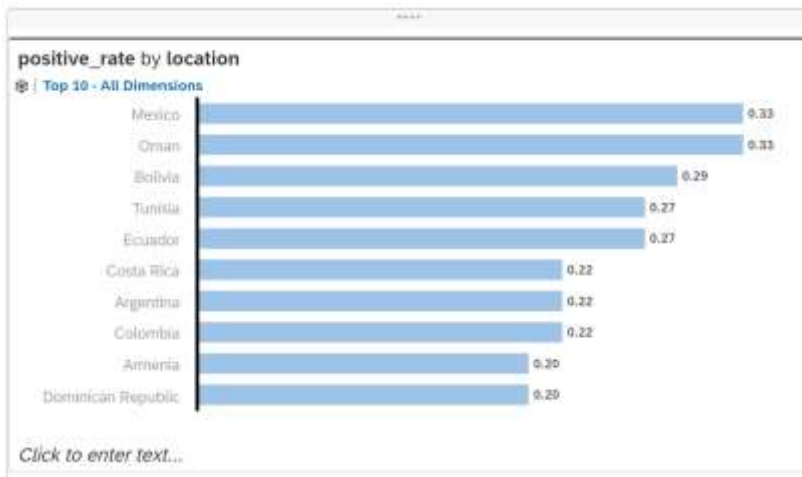 positive_rate by location
Top 10 - All Dimensions
Mexico 0.33
Oman 0.33
Bolivia 0.29
Tunisia 0.27
Ecuador 0.27
Costa Rica 0.22
Argentina 0.22
Colombia 0.22
Armenia 0.20
Dominican Republic 0.20
Click to enter text...